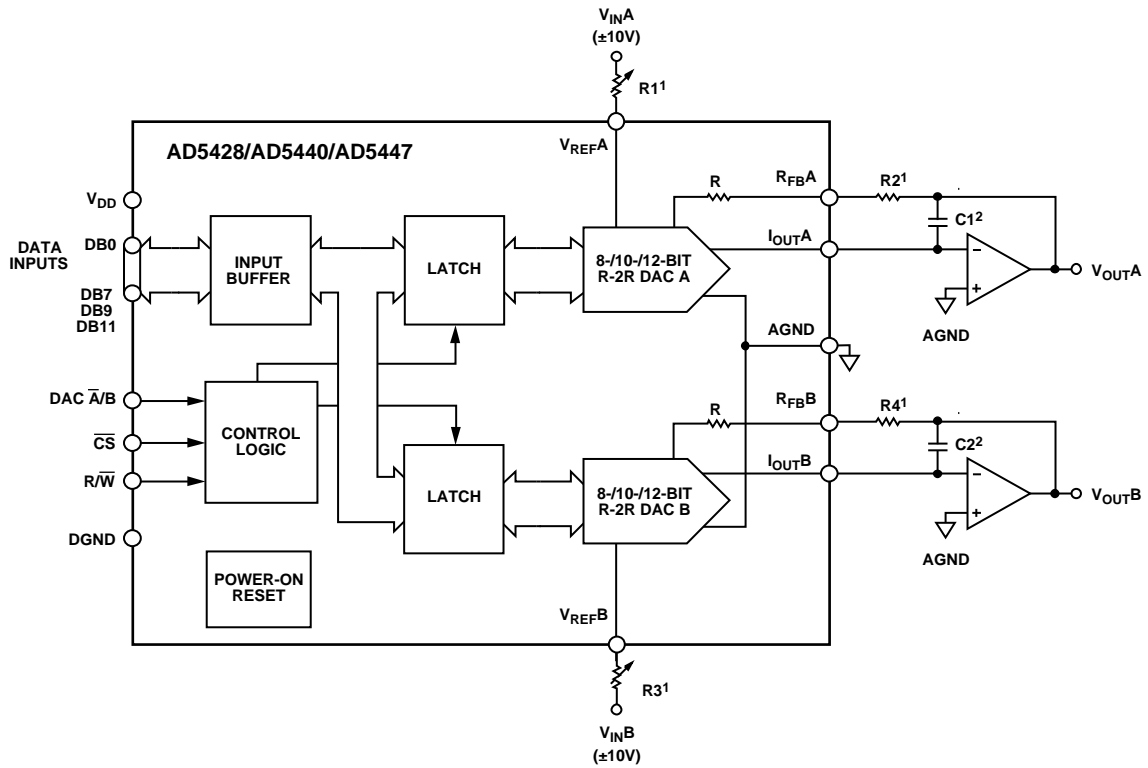 VINA
(±10V)
R1¹
VREFA
AD5428/AD5440/AD5447
R
RFBA
R2¹
C1²
VDD
DATA
INPUTS
DB0
DB7
DB9
DB11
INPUT
BUFFER
LATCH
8-/10-/12-BIT
R-2R DAC A
IOUTA
−
+
VOUTA
AGND
AGND
DAC A̅/B
C̅S̅
R/W̅
CONTROL
LOGIC
R
RFBB
R4¹
C2²
LATCH
8-/10-/12-BIT
R-2R DAC B
IOUTB
−
+
VOUTB
AGND
DGND
POWER-ON
RESET
VREFB
R3¹
VINB
(±10V)